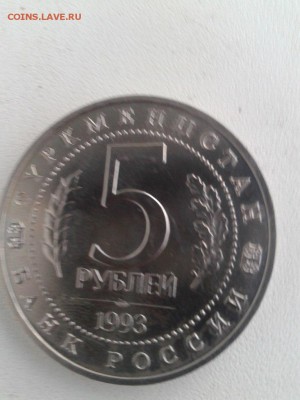 COINS.LAVE.RU
ТУРКМЕНИСТАН
5
РУБЛЕЙ
1993
БАНК РОССИИ